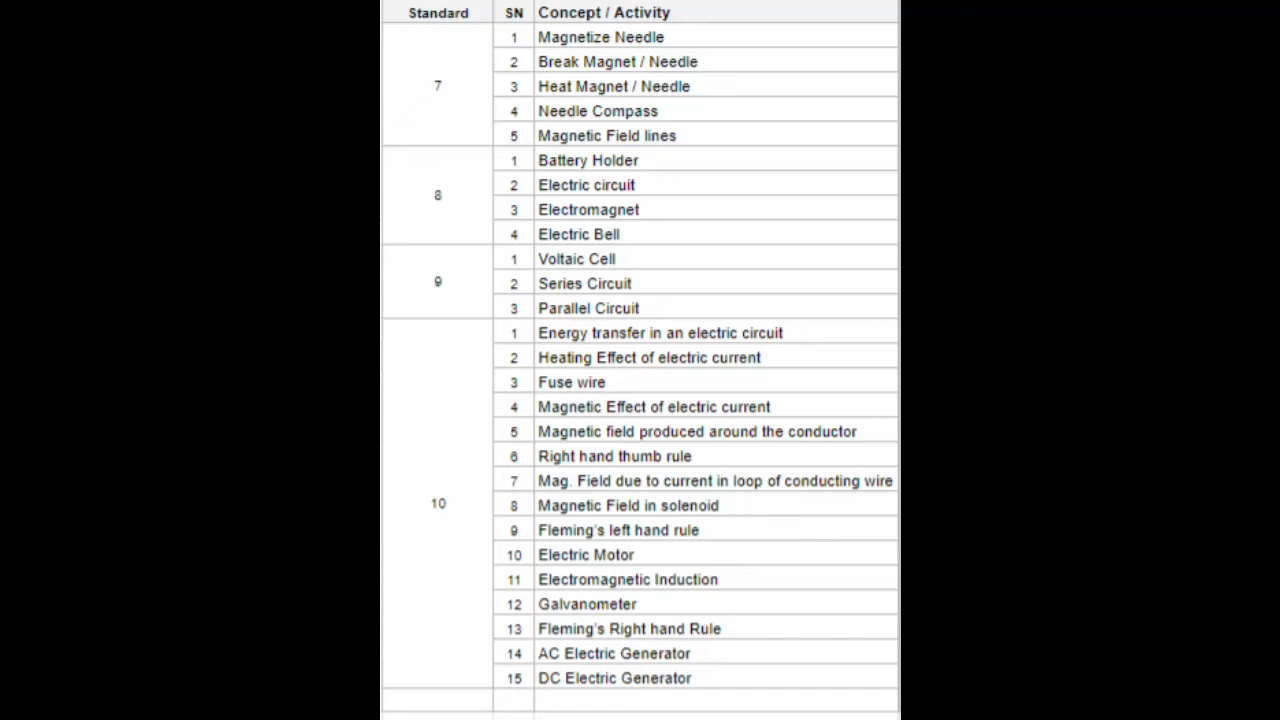 Standard SN Concept / Activity
7
1 Magnetize Needle
2 Break Magnet / Needle
3 Heat Magnet / Needle
4 Needle Compass
5 Magnetic Field lines
8
1 Battery Holder
2 Electric circuit
3 Electromagnet
4 Electric Bell
9
1 Voltaic Cell
2 Series Circuit
3 Parallel Circuit
10
1 Energy transfer in an electric circuit
2 Heating Effect of electric current
3 Fuse wire
4 Magnetic Effect of electric current
5 Magnetic field produced around the conductor
6 Right hand thumb rule
7 Mag. Field due to current in loop of conducting wire
8 Magnetic Field in solenoid
9 Fleming's left hand rule
10 Electric Motor
11 Electromagnetic Induction
12 Galvanometer
13 Fleming's Right hand Rule
14 AC Electric Generator
15 DC Electric Generator